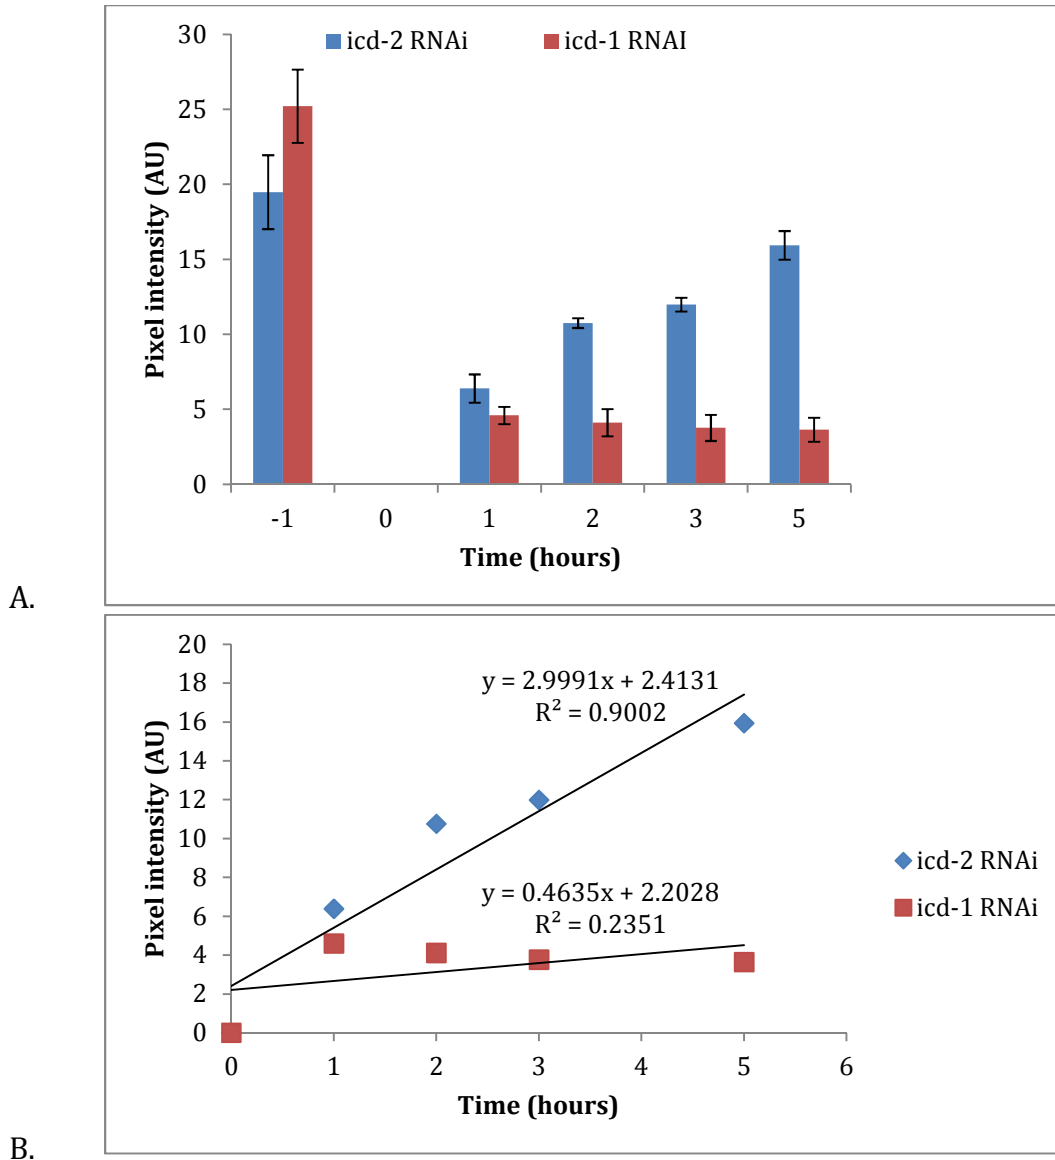 30
25
20
15
10
5
0
Pixel intensity (AU)
icd-2 RNAi
icd-1 RNAI
-1 0 1 2 3 5
Time (hours)
A.
20
18
16
14
12
10
8
6
4
2
0
Pixel intensity (AU)
y = 2.9991x + 2.4131
R² = 0.9002
y = 0.4635x + 2.2028
R² = 0.2351
icd-2 RNAi
icd-1 RNAi
0 1 2 3 4 5 6
Time (hours)
B.